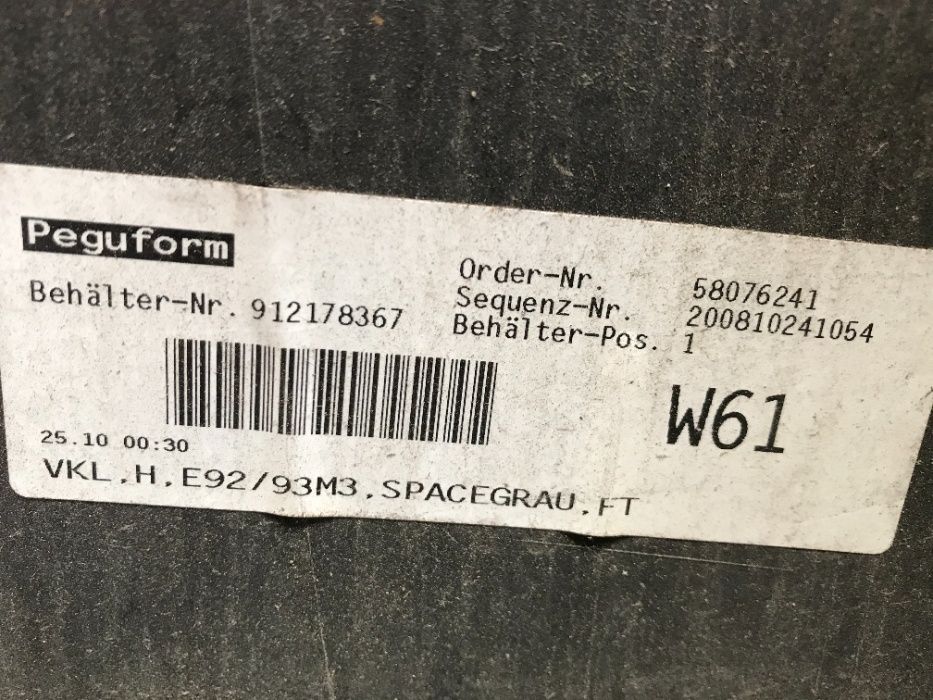 Peguform
Behälter-Nr. 912178367
Order-Nr. 58076241
Sequenz-Nr. 200810241054
Behälter-Pos. 1
W61
25.10 00:30
VKL,H,E92/93M3,SPACEGRAU,FT